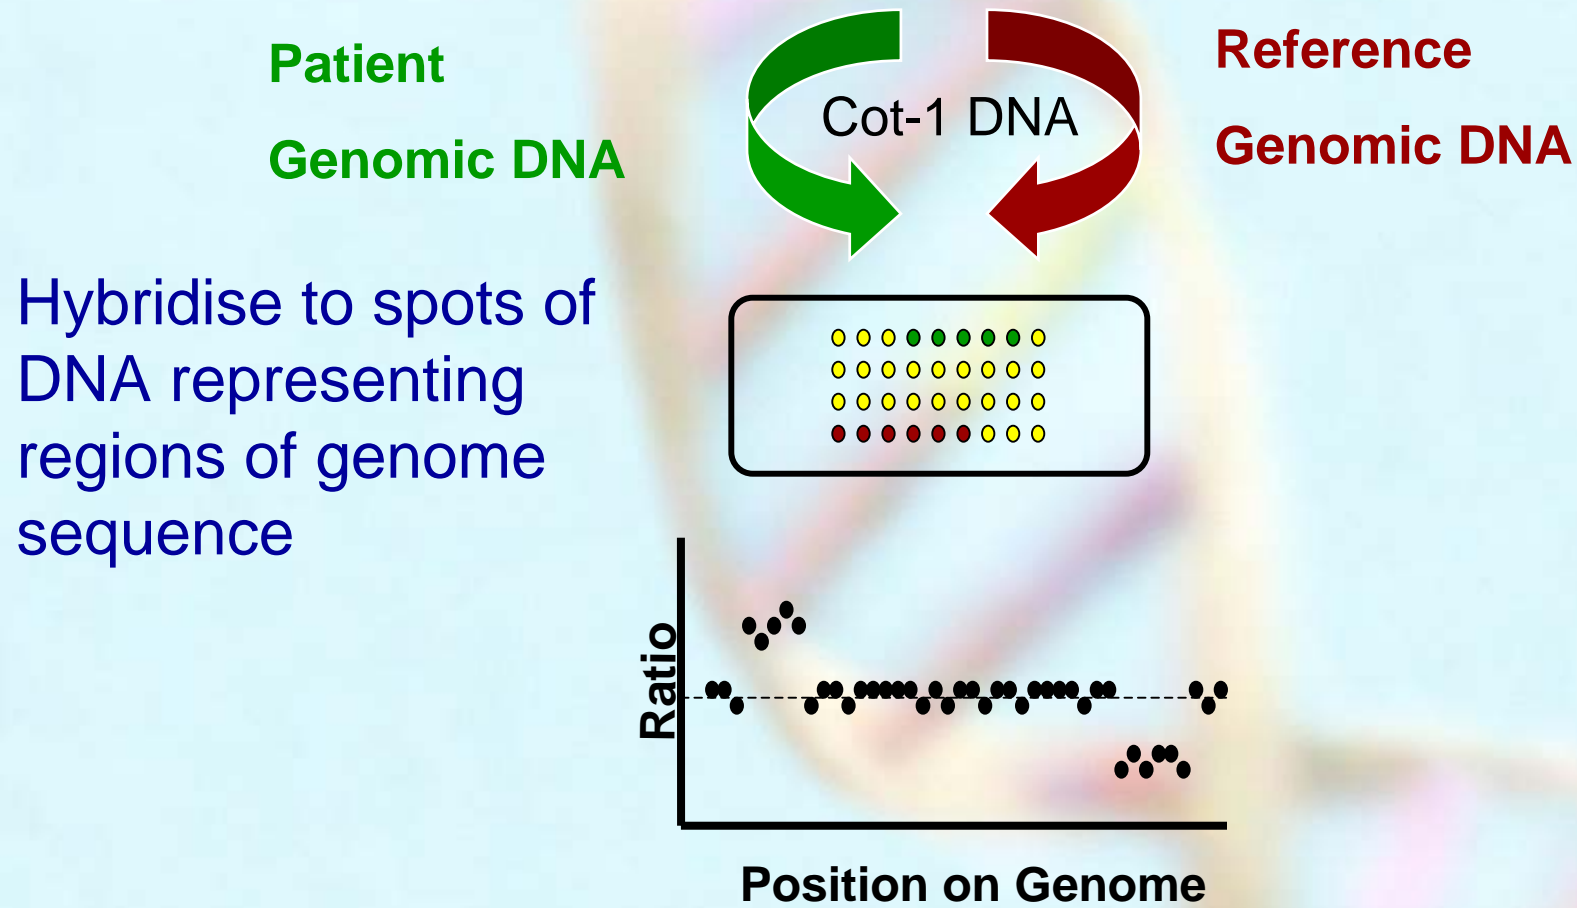 Patient
Genomic DNA
Cot-1 DNA
Reference
Genomic DNA
Hybridise to spots of
DNA representing
regions of genome
sequence
Ratio
Position on Genome